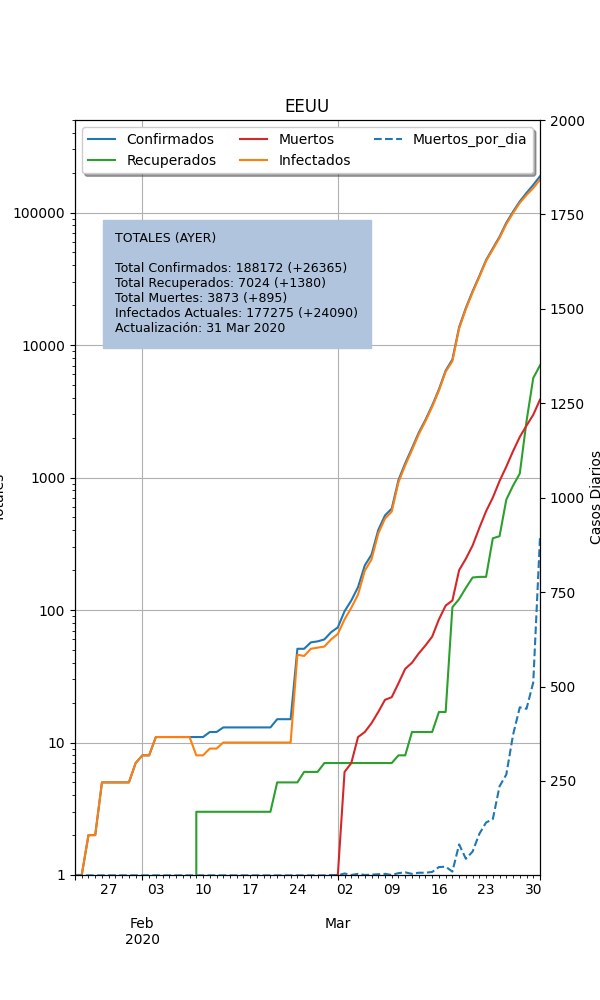 EEUU
Confirmados
Recuperados
Muertos
Infectados
Muertos_por_dia
TOTALES (AYER)
Total Confirmados: 188172 (+26365)
Total Recuperados: 7024 (+1380)
Total Muertes: 3873 (+895)
Infectados Actuales: 177275 (+24090)
Actualización: 31 Mar 2020
100000
10000
1000
100
10
1
Totales
2000
1750
1500
1250
1000
750
500
250
Casos Diarios
27 03 10 17 24 02 09 16 23 30
Feb Mar
2020